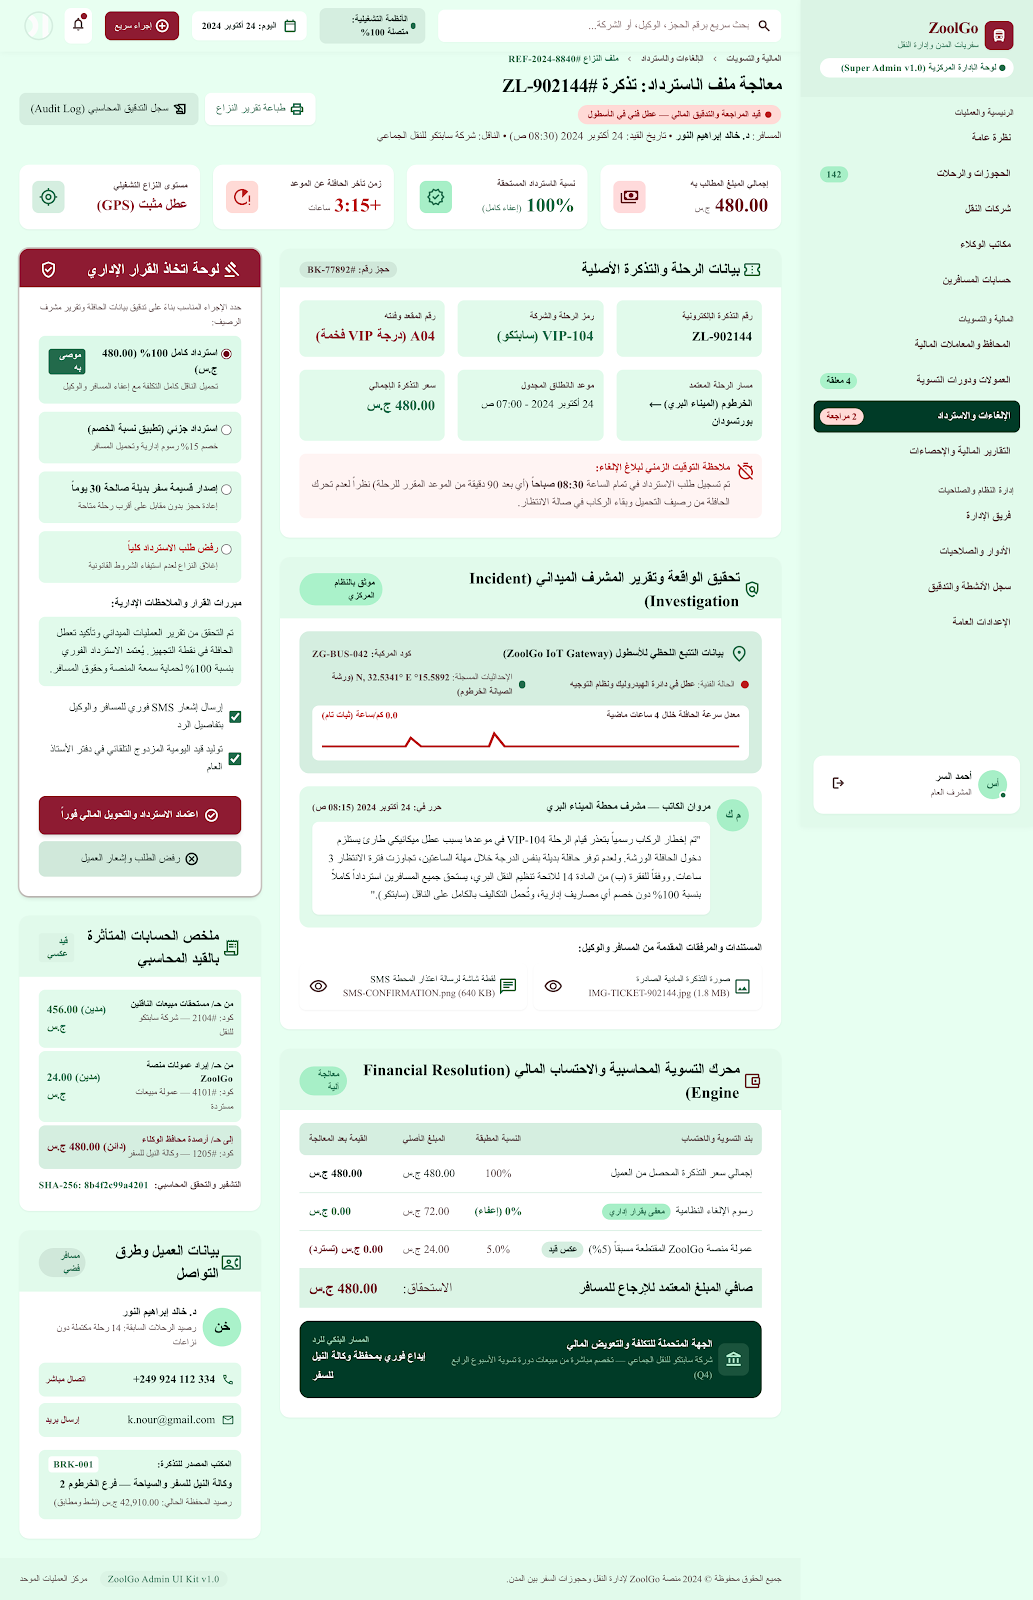 ZoolGo
سفريات المدن وإدارة النقل
لوحة الإدارة المركزية (Super Admin v1.0)
الرئيسية والعمليات
نظرة عامة
الحجوزات والرحلات
142
شركات النقل
مكاتب الوكلاء
حسابات المسافرين
المالية والتسويات
المحافظ والمعاملات المالية
العمولات ودورات التسوية
4 معلقة
الإلغاءات والاسترداد
2 مراجعة
التقارير المالية والإحصاءات
إدارة النظام والصلاحيات
فريق الإدارة
الأدوار والصلاحيات
سجل الأنشطة والتدقيق
الإعدادات العامة
أس
أحمد السر
المشرف العام
بحث سريع برقم الحجز، الوكيل، أو الشركة...
الأنظمة التشغيلية:
متصلة 100%
اليوم: 24 أكتوبر 2024
إجراء سريع
المالية والتسويات › الإلغاءات والاسترداد › ملف النزاع #REF-2024-8840
معالجة ملف الاسترداد: تذكرة #ZL-902144
قيد المراجعة والتدقيق المالي — عطل فني في الأسطول
المسافر: د. خالد إبراهيم النور • تاريخ القيد: 24 أكتوبر 2024 (08:30 ص) • الناقل: شركة سابتكو للنقل الجماعي
طباعة تقرير النزاع
سجل التدقيق المحاسبي (Audit Log)
إجمالي المبلغ المطالب به
480.00 ج.س
نسبة الاسترداد المستحقة
100% (إعفاء كامل)
زمن تأخر الحافلة عن الموعد
+3:15 ساعات
مستوى النزاع التشغيلي
عطل مثبت (GPS)
بيانات الرحلة والتذكرة الأصلية
حجز رقم: #BK-77892
رقم التذكرة الإلكترونية
ZL-902144
رمز الرحلة والشركة
VIP-104 (سابتكو)
رقم المقعد وفئته
A04 (درجة VIP فخمة)
مسار الرحلة المعتمد
الخرطوم (الميناء البري) ←
بورتسودان
موعد الانطلاق المجدول
24 أكتوبر 2024 - 07:00 ص
سعر التذكرة الإجمالي
480.00 ج.س
ملاحظة التوقيت الزمني لبلاغ الإلغاء:
تم تسجيل طلب الاسترداد في تمام الساعة 08:30 صباحاً (أي بعد 90 دقيقة من الموعد المقرر للرحلة) نظراً لعدم تحرك
الحافلة من رصيف التحميل وبقاء الركاب في صالة الانتظار.
تحقيق الواقعة وتقرير المشرف الميداني (Incident
Investigation)
موثق بالنظام
المركزي
بيانات التتبع اللحظي للأسطول (ZoolGo IoT Gateway)
كود المركبة: ZG-BUS-042
الحالة الفنية: عطل في دائرة الهيدروليك ونظام التوجيه
الإحداثيات المسجلة: 15.5892° N, 32.5341° E (ورشة
الصيانة الخرطوم)
معدل سرعة الحافلة خلال 4 ساعات ماضية
0.0 كم/ساعة (ثبات تام)
م ك
مروان الكاتب — مشرف محطة الميناء البري
حرر في: 24 أكتوبر 2024 (08:15 ص)
"تم إخطار الركاب رسمياً بتعذر قيام الرحلة VIP-104 في موعدها بسبب عطل ميكانيكي طارئ يستلزم
دخول الحافلة الورشة. ولعدم توفر حافلة بديلة بنفس الدرجة خلال مهلة الساعتين، تجاوزت فترة الانتظار 3
ساعات. ووفقاً للفقرة (ب) من المادة 14 للائحة تنظيم النقل البري، يستحق جميع المسافرين استرداداً كاملاً
بنسبة 100% دون خصم أي مصاريف إدارية، وتُحمل التكاليف بالكامل على الناقل (سابتكو)."
المستندات والمرفقات المقدمة من المسافر والوكيل:
صورة التذكرة المادية الصادرة
IMG-TICKET-902144.jpg (1.8 MB)
لقطة شاشة لرسالة اعتذار المحطة SMS
SMS-CONFIRMATION.png (640 KB)
محرك التسوية المحاسبية والاحتساب المالي (Financial Resolution
Engine)
معالجة
آلية
بند التسوية والاحتساب
النسبة المطبقة
المبلغ الأصلي
القيمة بعد المعالجة
إجمالي سعر التذكرة المحصل من العميل
100%
480.00 ج.س
480.00 ج.س
رسوم الإلغاء النظامية معفى بقرار إداري
0% (إعفاء)
72.00 ج.س
0.00 ج.س
عمولة منصة ZoolGo المقتطعة مسبقاً (5%) عكس قيد
5.0%
24.00 ج.س
0.00 ج.س (تسترد)
صافي المبلغ المعتمد للإرجاع للمسافر
الاستحقاق:
480.00 ج.س
الجهة المتحملة للتكلفة والتعويض المالي
شركة سابتكو للنقل الجماعي — تخصم مباشرة من مبيعات دورة تسوية الأسبوع الرابع
(Q4)
المسار البنكي للرد
إيداع فوري بمحفظة وكالة النيل
للسفر
لوحة اتخاذ القرار الإداري
حدد الإجراء المناسب بناءً على تدقيق بيانات الحافلة وتقرير مشرف
الرصيف:
استرداد كامل 100% (480.00
ج.س)
موصى
به
تحميل الناقل كامل التكلفة مع إعفاء المسافر والوكيل
استرداد جزئي (تطبيق نسبة الخصم)
خصم 15% رسوم إدارية وتحميل المسافر
إصدار قسيمة سفر بديلة صالحة 30 يوماً
إعادة حجز بدون مقابل على أقرب رحلة متاحة
رفض طلب الاسترداد كلياً
إغلاق النزاع لعدم استيفاء الشروط القانونية
مبررات القرار والملاحظات الإدارية:
تم التحقق من تقرير العمليات الميداني وتأكيد تعطل
الحافلة في نقطة التجهيز. يُعتمد الاسترداد الفوري
بنسبة 100% لحماية سمعة المنصة وحقوق المسافر.
إرسال إشعار SMS فوري للمسافر والوكيل
بتفاصيل الرد
توليد قيد اليومية المزدوج التلقائي في دفتر الأستاذ
العام
اعتماد الاسترداد والتحويل المالي فوراً
رفض الطلب وإشعار العميل
ملخص الحسابات المتأثرة
بالقيد المحاسبي
قيد
عكسي
من حـ/ مستحقات مبيعات الناقلين
كود: #2104 — شركة سابتكو
للنقل
(مدين) 456.00
ج.س
من حـ/ إيراد عمولات منصة
ZoolGo
كود: #4101 — عمولة مبيعات
مستردة
(مدين) 24.00
ج.س
إلى حـ/ أرصدة محافظ الوكلاء
كود: #1205 — وكالة النيل للسفر
(دائن) 480.00 ج.س
التشفير والتحقق المحاسبي: SHA-256: 8b4f2c99a4201
بيانات العميل وطرق
التواصل
مسافر
فضي
خن
د. خالد إبراهيم النور
رصيد الرحلات السابقة: 14 رحلة مكتملة دون
نزاعات
+249 924 112 334
اتصال مباشر
k.nour@gmail.com
إرسال بريد
المكتب المصدر للتذكرة:
BRK-001
وكالة النيل للسفر والسياحة — فرع الخرطوم 2
رصيد المحفظة الحالي: 42,910.00 ج.س (نشط ومطابق)
جميع الحقوق محفوظة © 2024 منصة ZoolGo لإدارة النقل وحجوزات السفر بين المدن.
ZoolGo Admin UI Kit v1.0
مركز العمليات الموحد